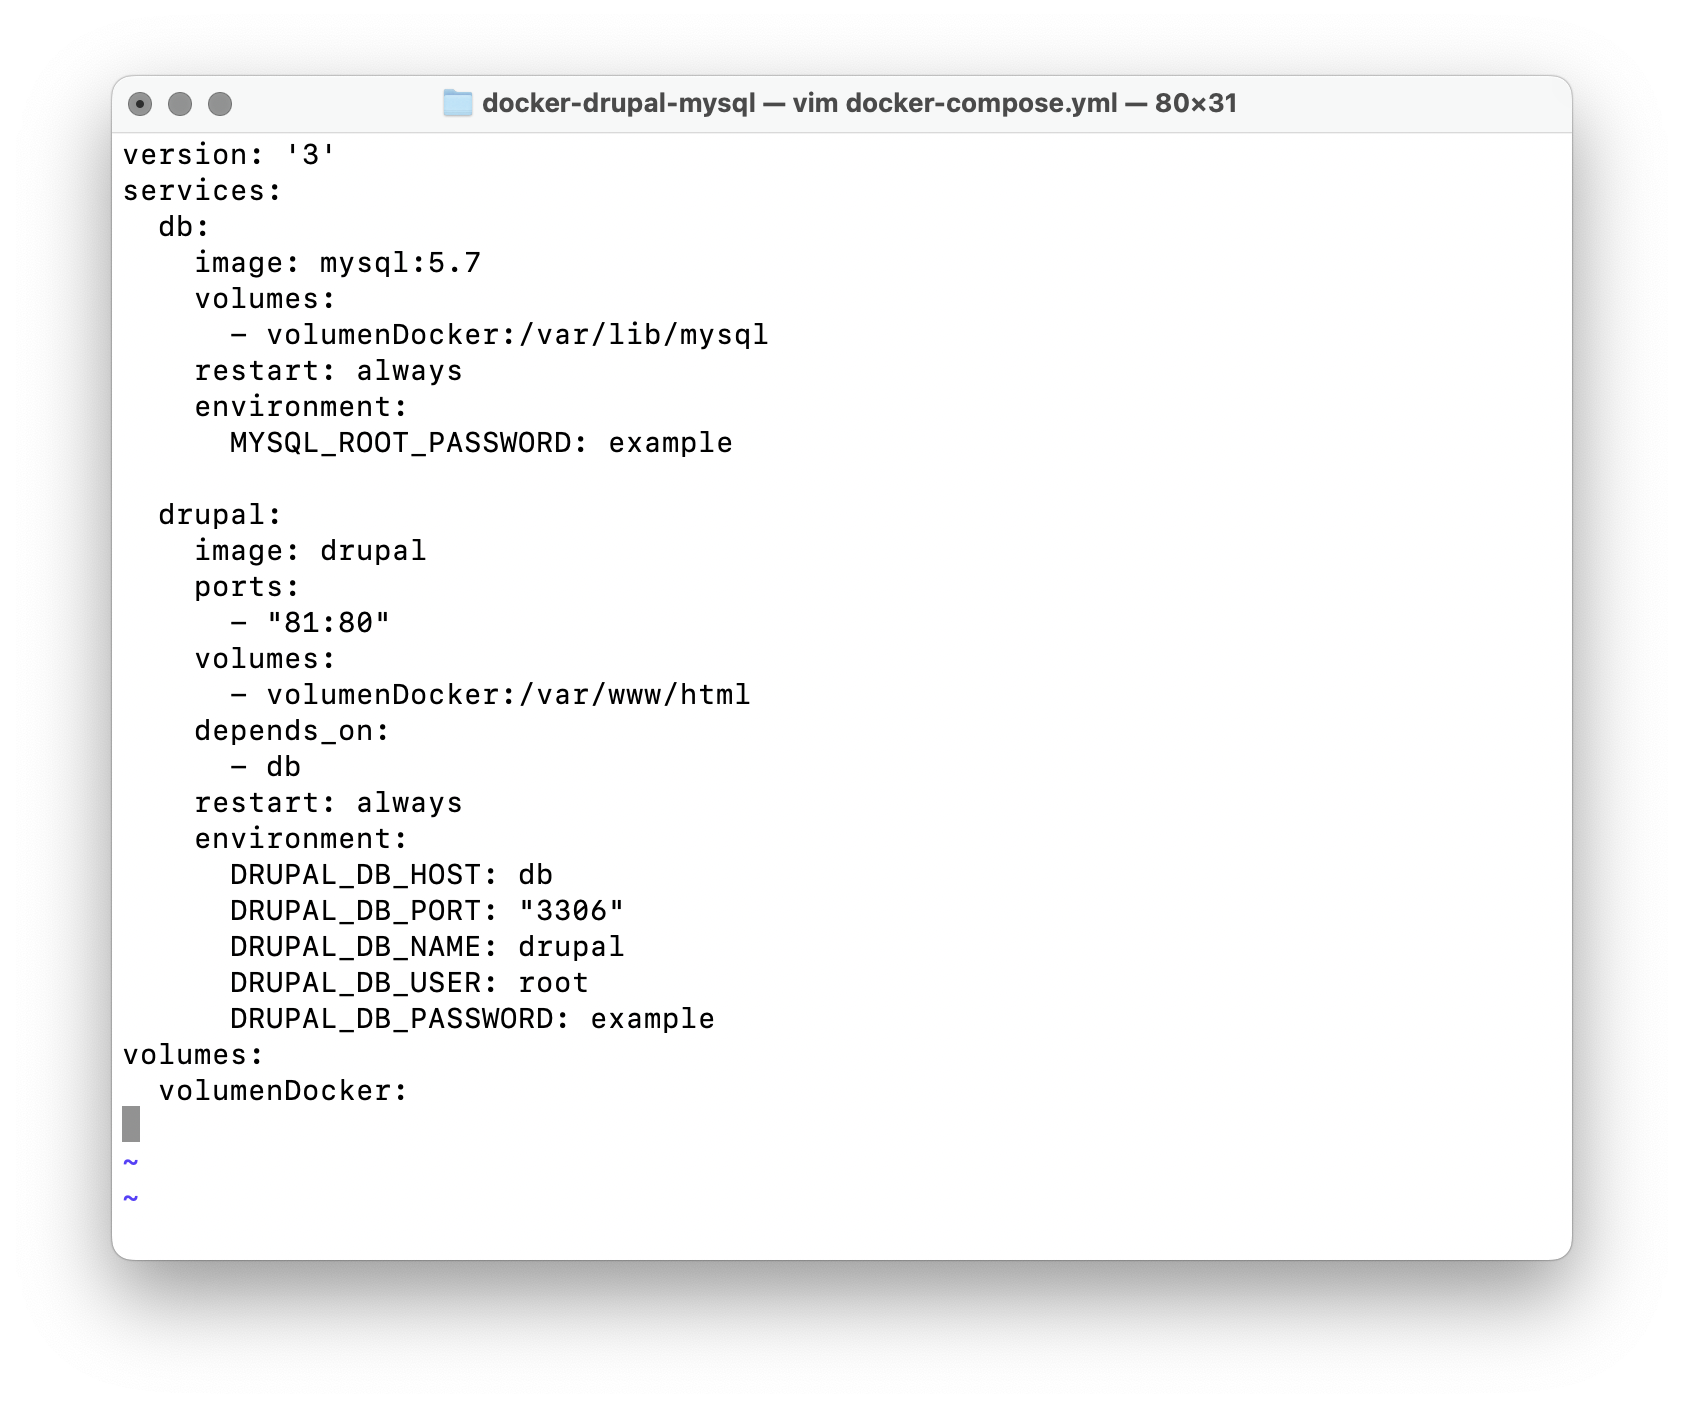 docker-drupal-mysql — vim docker-compose.yml — 80×31
version: '3'
services:
  db:
    image: mysql:5.7
    volumes:
      - volumenDocker:/var/lib/mysql
    restart: always
    environment:
      MYSQL_ROOT_PASSWORD: example

  drupal:
    image: drupal
    ports:
      - "81:80"
    volumes:
      - volumenDocker:/var/www/html
    depends_on:
      - db
    restart: always
    environment:
      DRUPAL_DB_HOST: db
      DRUPAL_DB_PORT: "3306"
      DRUPAL_DB_NAME: drupal
      DRUPAL_DB_USER: root
      DRUPAL_DB_PASSWORD: example
volumes:
  volumenDocker:

~
~